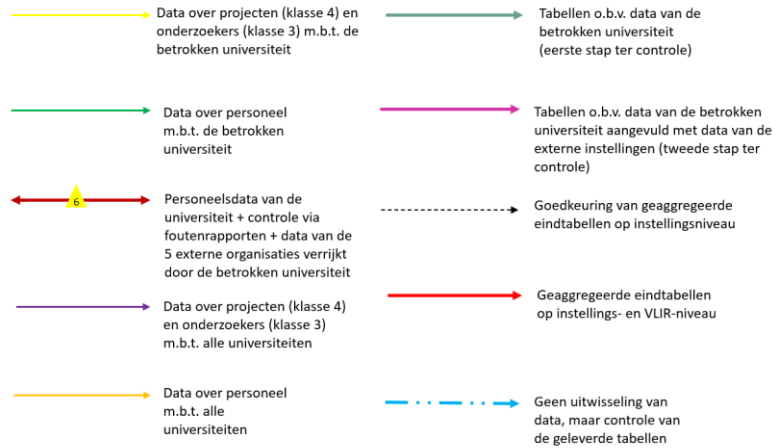 Data over projecten (klasse 4) en
onderzoekers (klasse 3) m.b.t. de
betrokken universiteit
Data over personeel
m.b.t. de betrokken
universiteit
6
Personeelsdata van de
universiteit + controle via
foutenrapporten + data van de
5 externe organisaties verrijkt
door de betrokken universiteit
Data over projecten (klasse 4)
en onderzoekers (klasse 3)
m.b.t. alle universiteiten
Data over personeel
m.b.t. alle
universiteiten
Tabellen o.b.v. data van de
betrokken universiteit
(eerste stap ter controle)
Tabellen o.b.v. data van de betrokken
universiteit aangevuld met data van de
externe instellingen (tweede stap ter
controle)
Goedkeuring van geaggregeerde
eindtabellen op instellingsniveau
Geaggregeerde eindtabellen
op instellings- en VLIR-niveau
Geen uitwisseling van
data, maar controle van
de geleverde tabellen